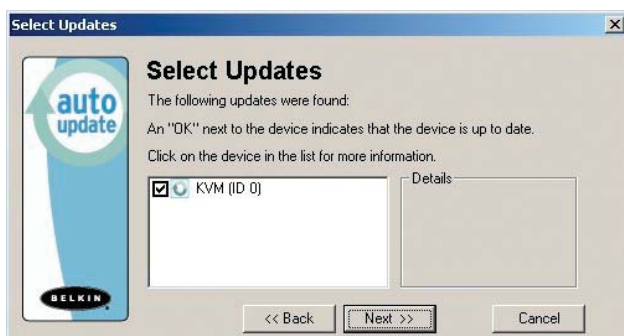 Select Updates
auto
update
Select Updates
The following updates were found:
An "OK" next to the device indicates that the device is up to date.
Click on the device in the list for more information.
KVM (ID 0)
Details
BELKIN
<< Back
Next >>
Cancel